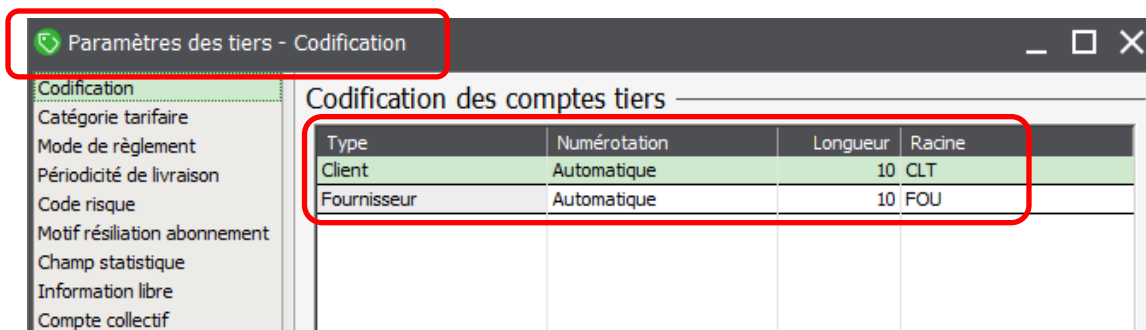 Paramètres des tiers - Codification
Codification
Catégorie tarifaire
Mode de règlement
Périodicité de livraison
Code risque
Motif résiliation abonnement
Champ statistique
Information libre
Compte collectif
Codification des comptes tiers
Type Numérotation Longueur Racine
Client Automatique 10 CLT
Fournisseur Automatique 10 FOU